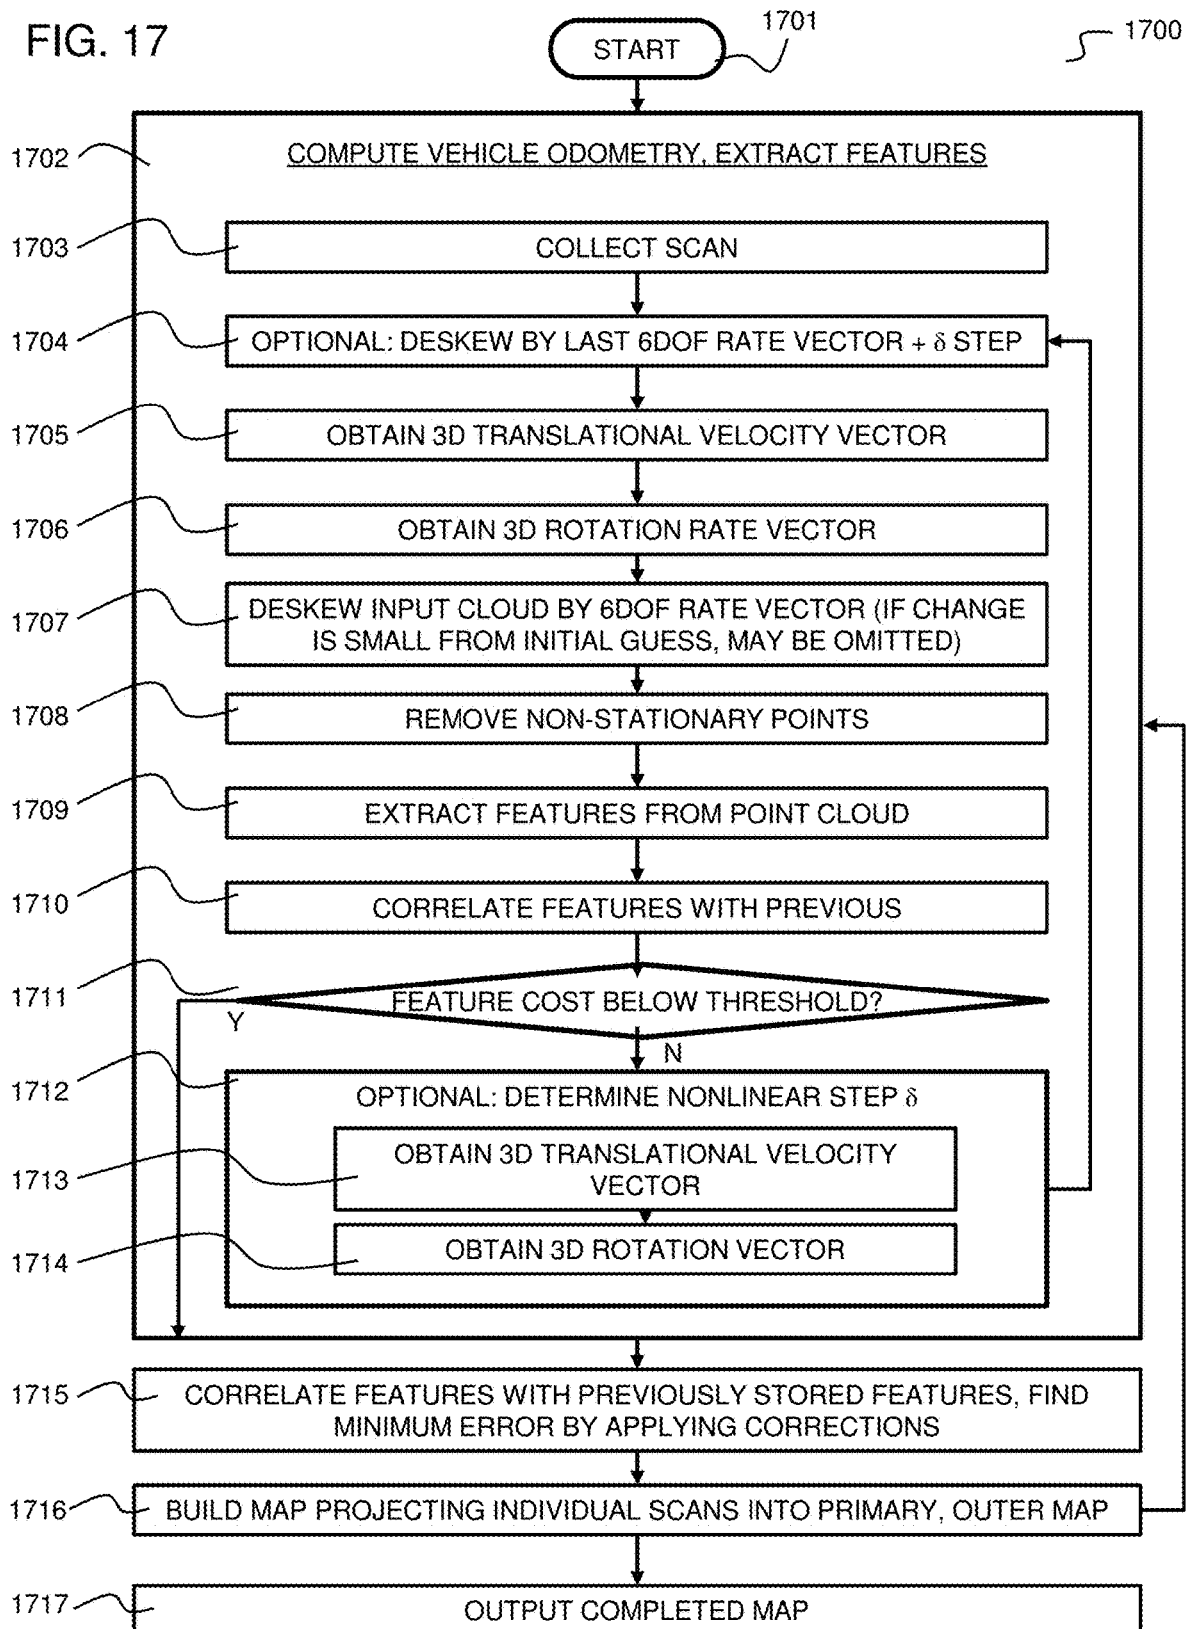 FIG. 17
START
1701
1700
1702
COMPUTE VEHICLE ODOMETRY, EXTRACT FEATURES
1703
COLLECT SCAN
1704
OPTIONAL: DESKEW BY LAST 6DOF RATE VECTOR + δ STEP
1705
OBTAIN 3D TRANSLATIONAL VELOCITY VECTOR
1706
OBTAIN 3D ROTATION RATE VECTOR
1707
DESKEW INPUT CLOUD BY 6DOF RATE VECTOR (IF CHANGE
IS SMALL FROM INITIAL GUESS, MAY BE OMITTED)
1708
REMOVE NON-STATIONARY POINTS
1709
EXTRACT FEATURES FROM POINT CLOUD
1710
CORRELATE FEATURES WITH PREVIOUS
1711
FEATURE COST BELOW THRESHOLD?
Y
N
1712
OPTIONAL: DETERMINE NONLINEAR STEP δ
1713
OBTAIN 3D TRANSLATIONAL VELOCITY
VECTOR
1714
OBTAIN 3D ROTATION VECTOR
1715
CORRELATE FEATURES WITH PREVIOUSLY STORED FEATURES, FIND
MINIMUM ERROR BY APPLYING CORRECTIONS
1716
BUILD MAP PROJECTING INDIVIDUAL SCANS INTO PRIMARY, OUTER MAP
1717
OUTPUT COMPLETED MAP